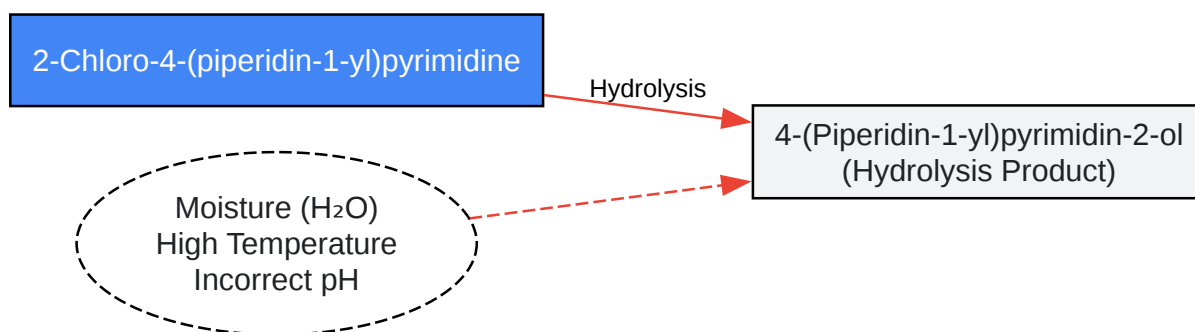 2-Chloro-4-(piperidin-1-yl)pyrimidine
Hydrolysis
4-(Piperidin-1-yl)pyrimidin-2-ol
(Hydrolysis Product)
Moisture (H₂O)
High Temperature
Incorrect pH